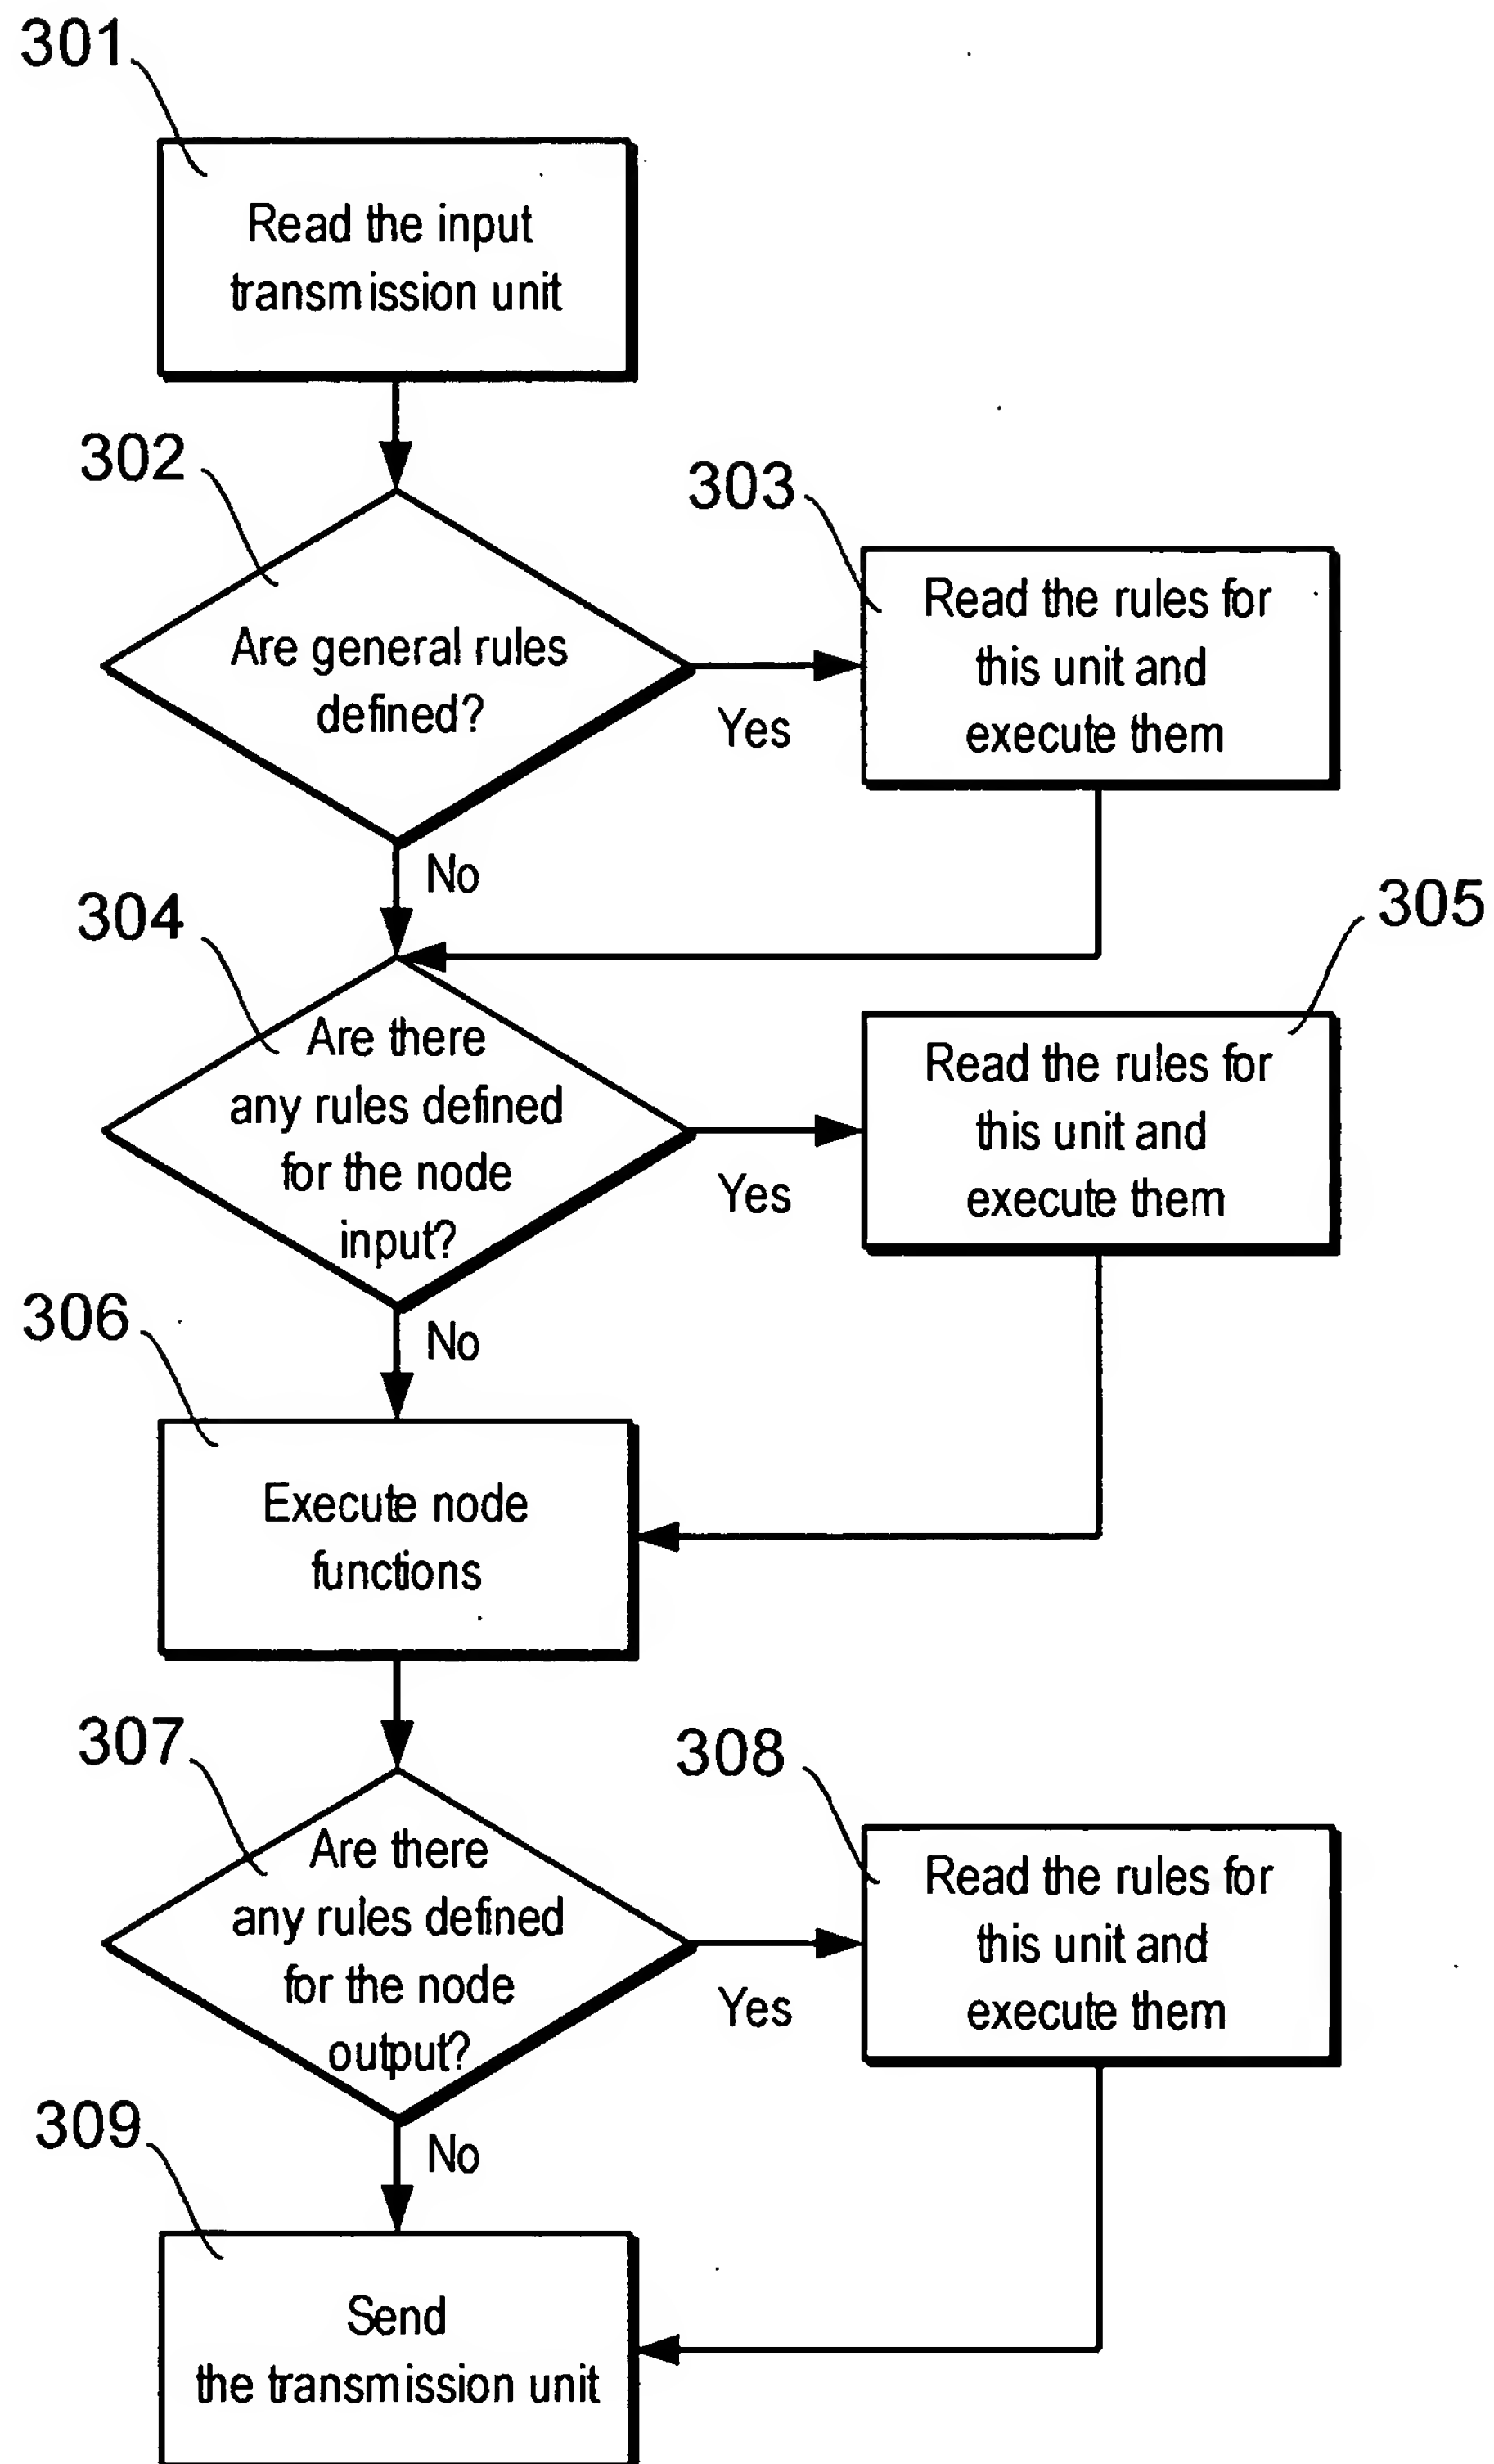 301
Read the input
transmission unit
302
Are general rules
defined?
Yes
No
303
Read the rules for
this unit and
execute them
304
Are there
any rules defined
for the node
input?
Yes
No
305
Read the rules for
this unit and
execute them
306
Execute node
functions
307
Are there
any rules defined
for the node
output?
Yes
No
308
Read the rules for
this unit and
execute them
309
Send
the transmission unit